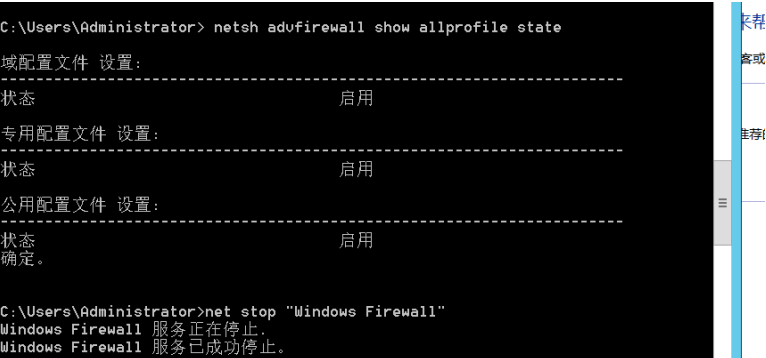 C:\Users\Administrator> netsh advfirewall show allprofile state
域配置文件 设置:
----------------------------------------------------------------------
状态 启用
专用配置文件 设置:
----------------------------------------------------------------------
状态 启用
公用配置文件 设置:
----------------------------------------------------------------------
状态 启用
确定。
C:\Users\Administrator>net stop "Windows Firewall"
Windows Firewall 服务正在停止.
Windows Firewall 服务已成功停止。
来帮
客或
推荐的